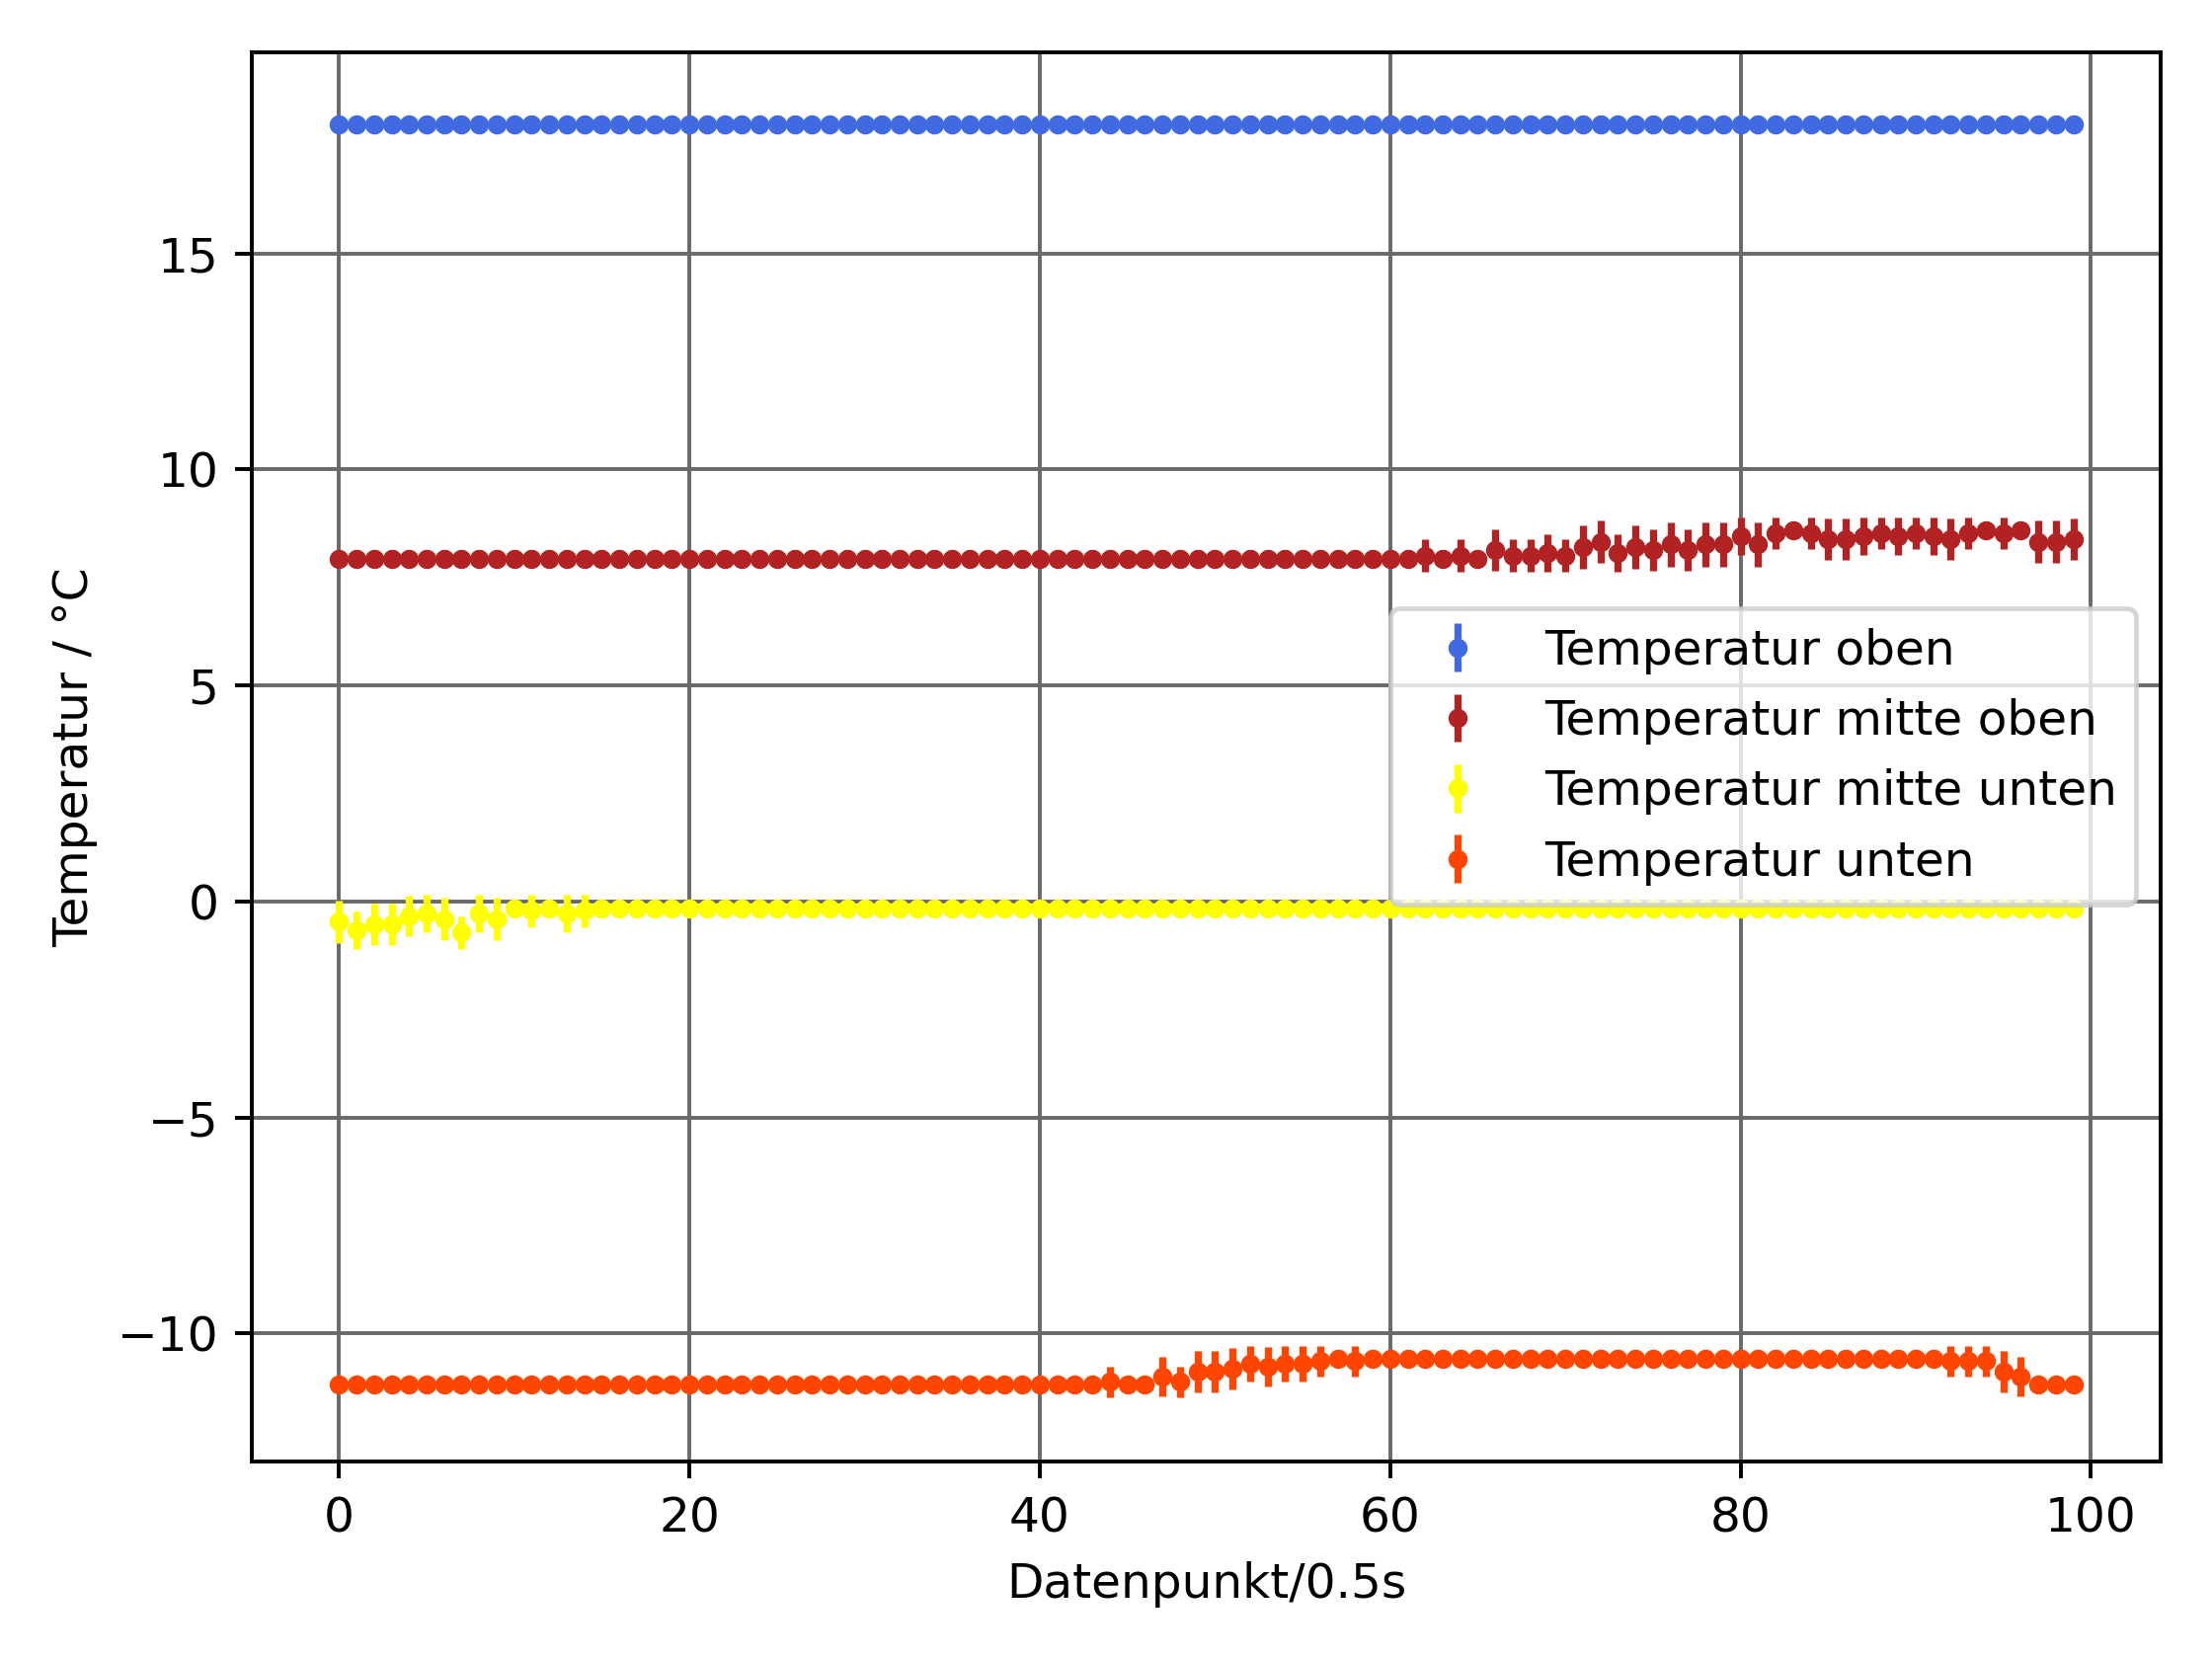 15
10
5
0
−5
−10
Temperatur / °C
Temperatur oben
Temperatur mitte oben
Temperatur mitte unten
Temperatur unten
0 20 40 60 80 100
Datenpunkt/0.5s